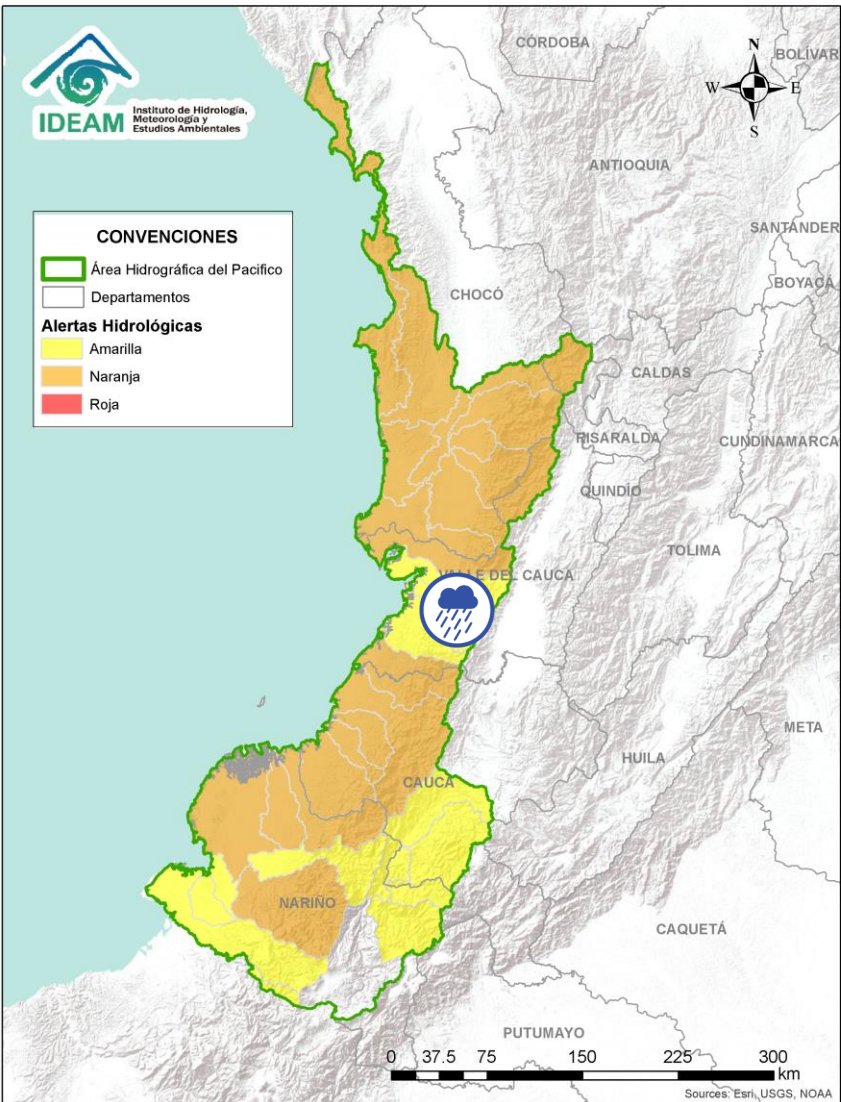 IDEAM
Instituto de Hidrología,
Meteorología y
Estudios Ambientales
CÓRDOBA
BOLIVAR
N
W
E
S
ANTIOQUIA
SANTANDER
BOYACÁ
CONVENCIONES
Área Hidrográfica del Pacifico
Departamentos
Alertas Hidrológicas
Amarilla
Naranja
Roja
CHOCÓ
CALDAS
RISARALDA
CUNDINAMARCA
QUINDÍO
TOLIMA
VALLE DEL CAUCA
META
HUILA
CAUCA
NARIÑO
CAQUETÁ
PUTUMAYO
0 37.5 75 150 225 300
km
Sources: Esri, USGS, NOAA